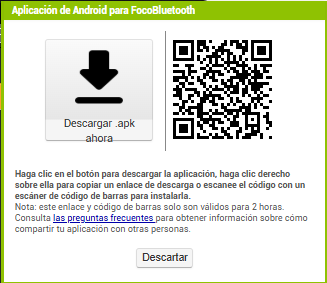 Aplicación de Android para FocoBluetooth
Descargar .apk
ahora
Haga clic en el botón para descargar la aplicación, haga clic derecho
sobre ella para copiar un enlace de descarga o escanee el código con un
escáner de código de barras para instalarla.
Nota: este enlace y código de barras solo son válidos para 2 horas.
Consulta las preguntas frecuentes para obtener información sobre cómo
compartir tu aplicación con otras personas.
Descartar